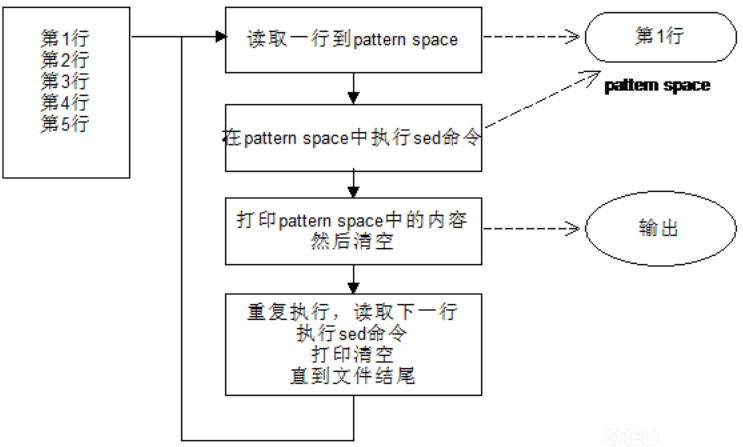 第1行
第2行
第3行
第4行
第5行
读取一行到pattern space
第1行
pattern space
在pattern space中执行sed命令
打印pattern space中的内容
然后清空
输出
重复执行，读取下一行
执行sed命令
打印清空
直到文件结尾